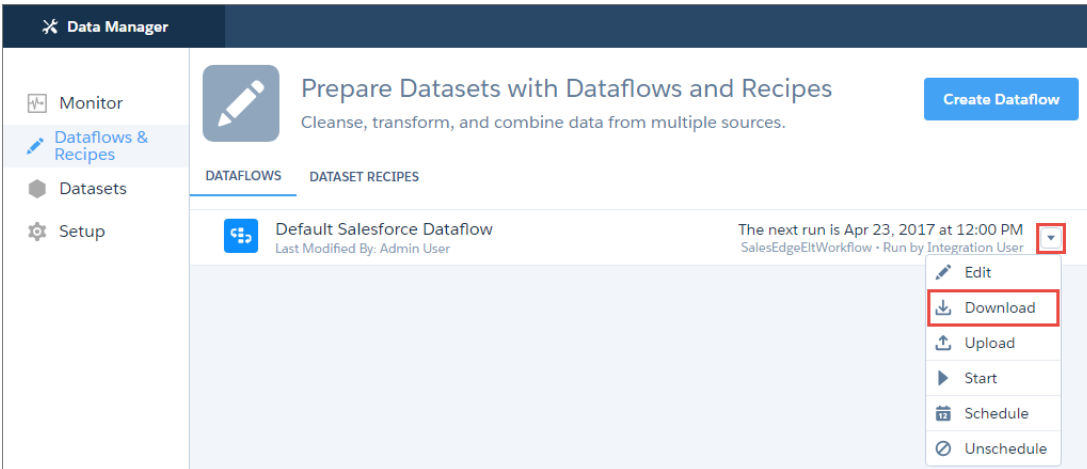 Data Manager
Monitor
Dataflows &
Recipes
Datasets
Setup
Prepare Datasets with Dataflows and Recipes
Cleanse, transform, and combine data from multiple sources.
Create Dataflow
DATAFLOWS
DATASET RECIPES
Default Salesforce Dataflow
Last Modified By: Admin User
The next run is Apr 23, 2017 at 12:00 PM
SalesEdgeEltWorkflow • Run by Integration User
Edit
Download
Upload
Start
12
Schedule
Unschedule